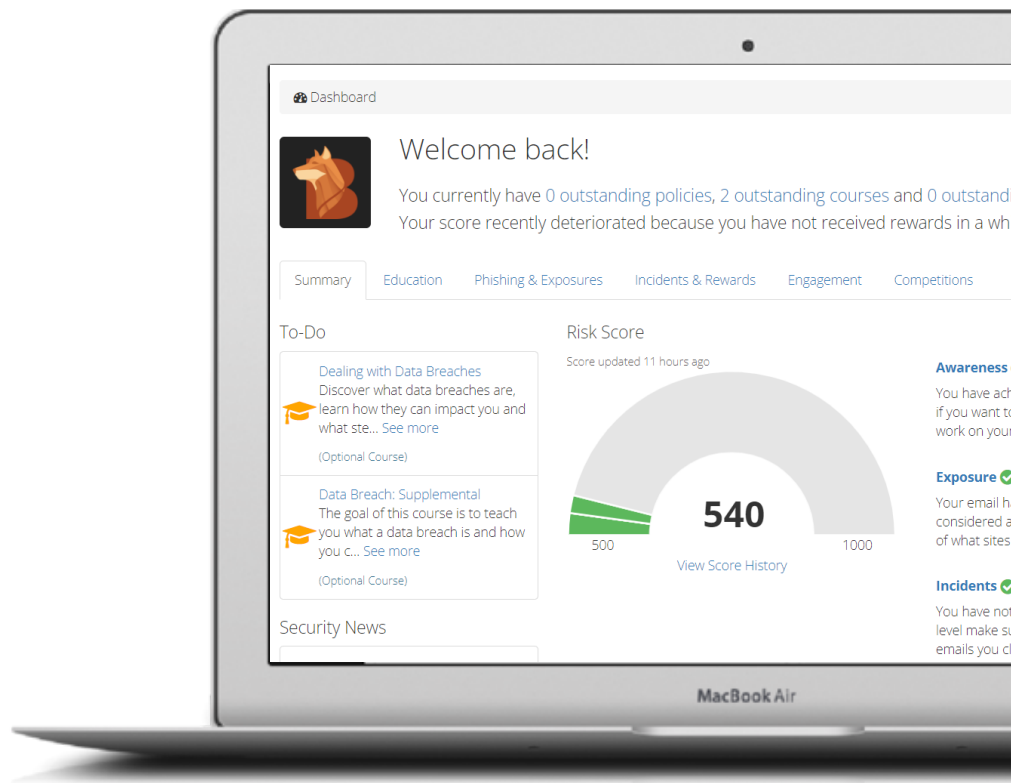 Dashboard
Welcome back!
You currently have 0 outstanding policies, 2 outstanding courses and 0 outstandi
Your score recently deteriorated because you have not received rewards in a wh
Summary Education Phishing & Exposures Incidents & Rewards Engagement Competitions
To-Do
Dealing with Data Breaches
Discover what data breaches are,
learn how they can impact you and
what ste... See more
(Optional Course)
Data Breach: Supplemental
The goal of this course is to teach
you what a data breach is and how
you c... See more
(Optional Course)
Security News
Risk Score
Score updated 11 hours ago
540
500 1000
View Score History
Awareness
You have ach
if you want to
work on your
Exposure
Your email ha
considered a
of what sites
Incidents
You have not
level make su
emails you cl
MacBook Air